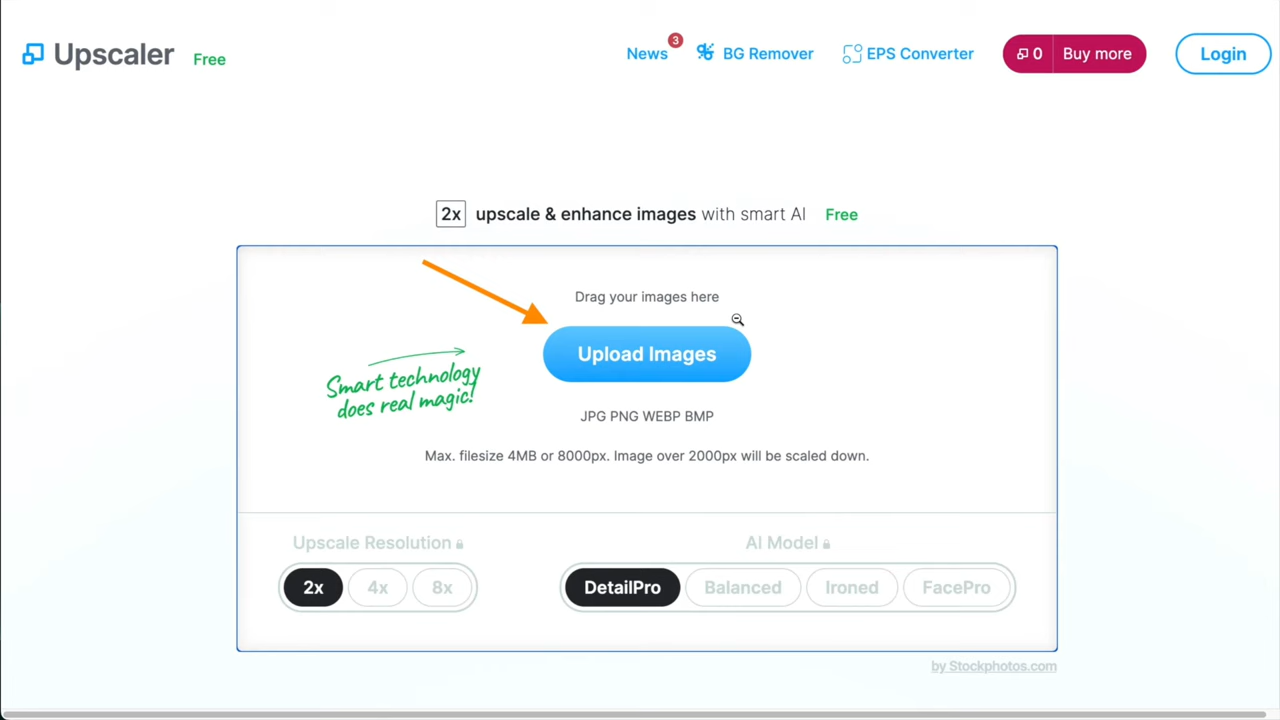 Upscaler Free
News 3 BG Remover EPS Converter 0 Buy more Login
2x upscale & enhance images with smart AI Free
Drag your images here
Upload Images
Smart technology
does real magic!
JPG PNG WEBP BMP
Max. filesize 4MB or 8000px. Image over 2000px will be scaled down.
Upscale Resolution AI Model
2x 4x 8x DetailPro Balanced Ironed FacePro
by Stockphotos.com